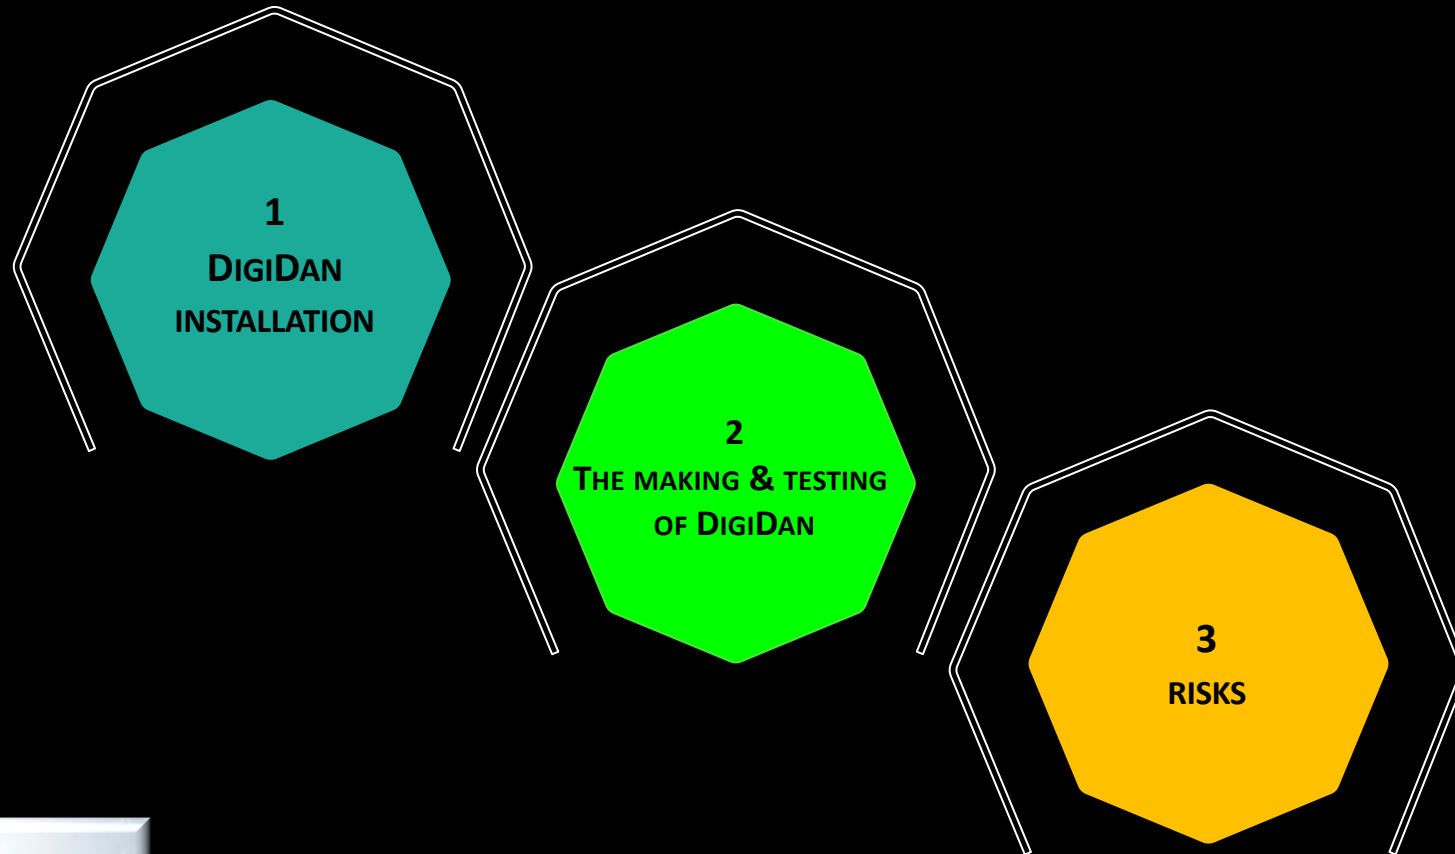 1
DigiDan
installation
2
The making & testing
of DigiDan
3
risks